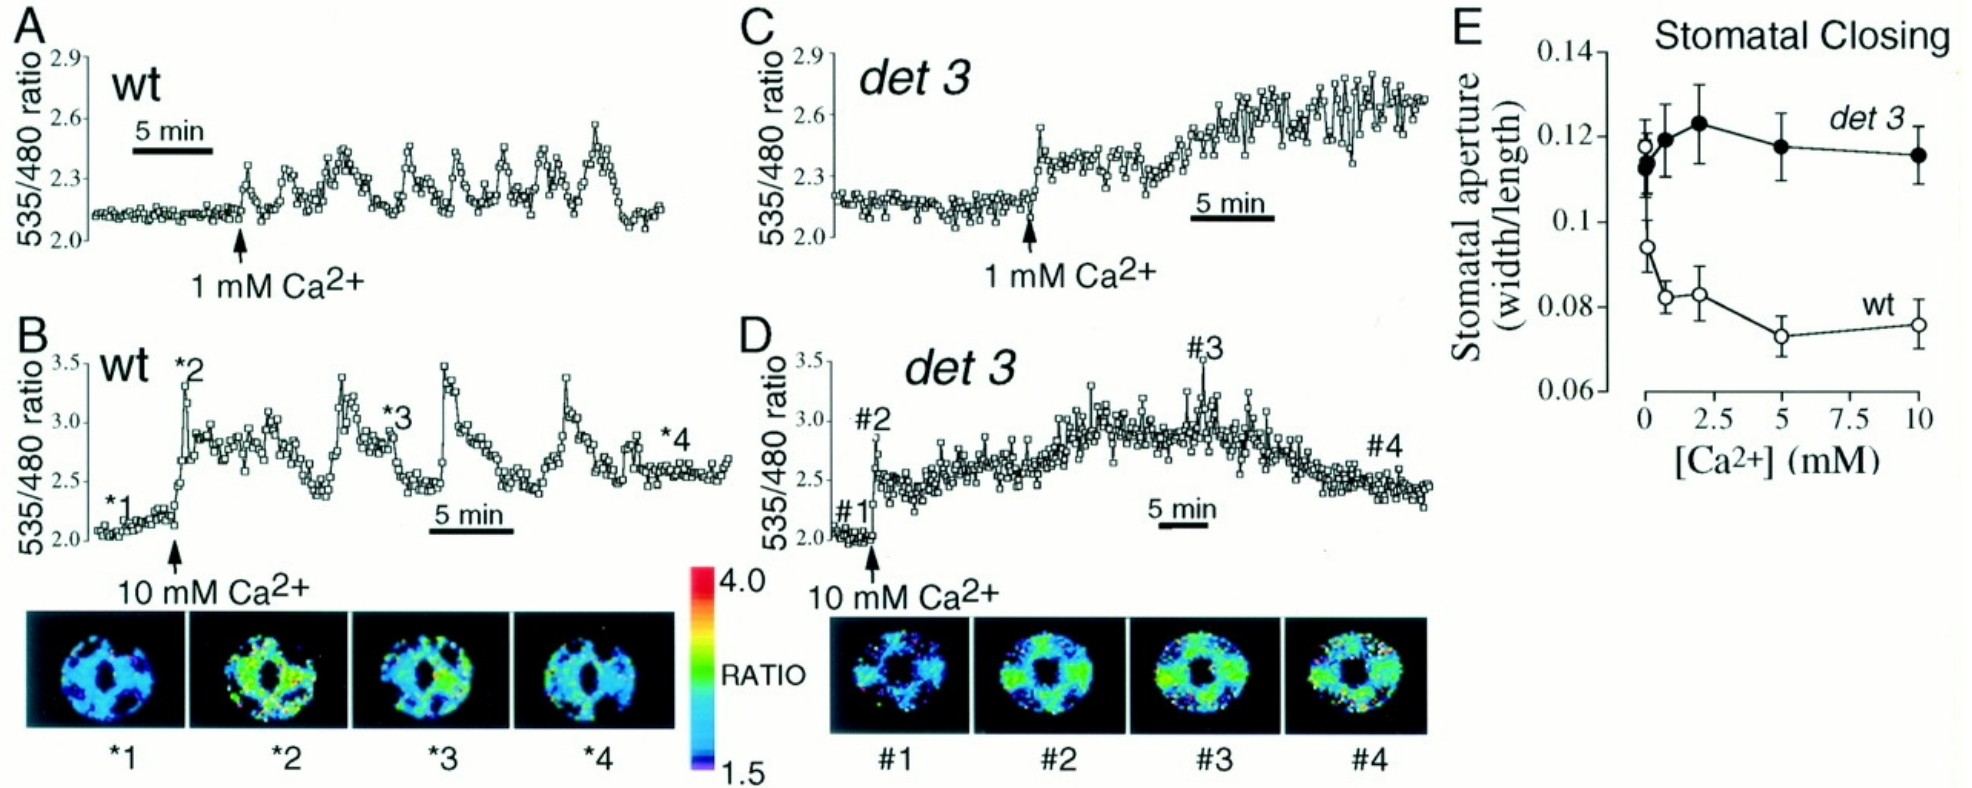 A
wt
535/480 ratio
2.9
2.6
2.3
2.0
5 min
1 mM Ca2+
B
wt
535/480 ratio
3.5
3.0
2.5
2.0
*1
*2
*3
*4
5 min
10 mM Ca2+
*1 *2 *3 *4
4.0
RATIO
1.5
C
det 3
535/480 ratio
2.9
2.6
2.3
2.0
5 min
1 mM Ca2+
D
det 3
535/480 ratio
3.5
3.0
2.5
2.0
#1
#2
#3
#4
5 min
10 mM Ca2+
#1 #2 #3 #4
E
Stomatal Closing
Stomatal aperture
(width/length)
0.14
0.12
0.1
0.08
0.06
det 3
wt
0 2.5 5 7.5 10
[Ca2+] (mM)